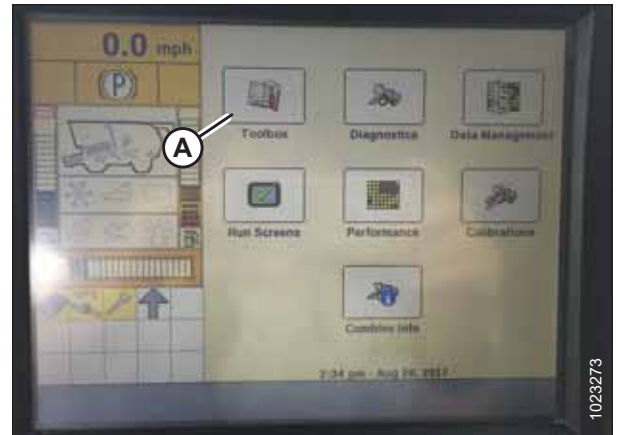 0.0 mph
(P)
A
Toolbox
Diagnostics
Data Management
Run Screens
Performance
Calibrations
Combine Info
2:34 pm - Aug 24, 2017
1023273